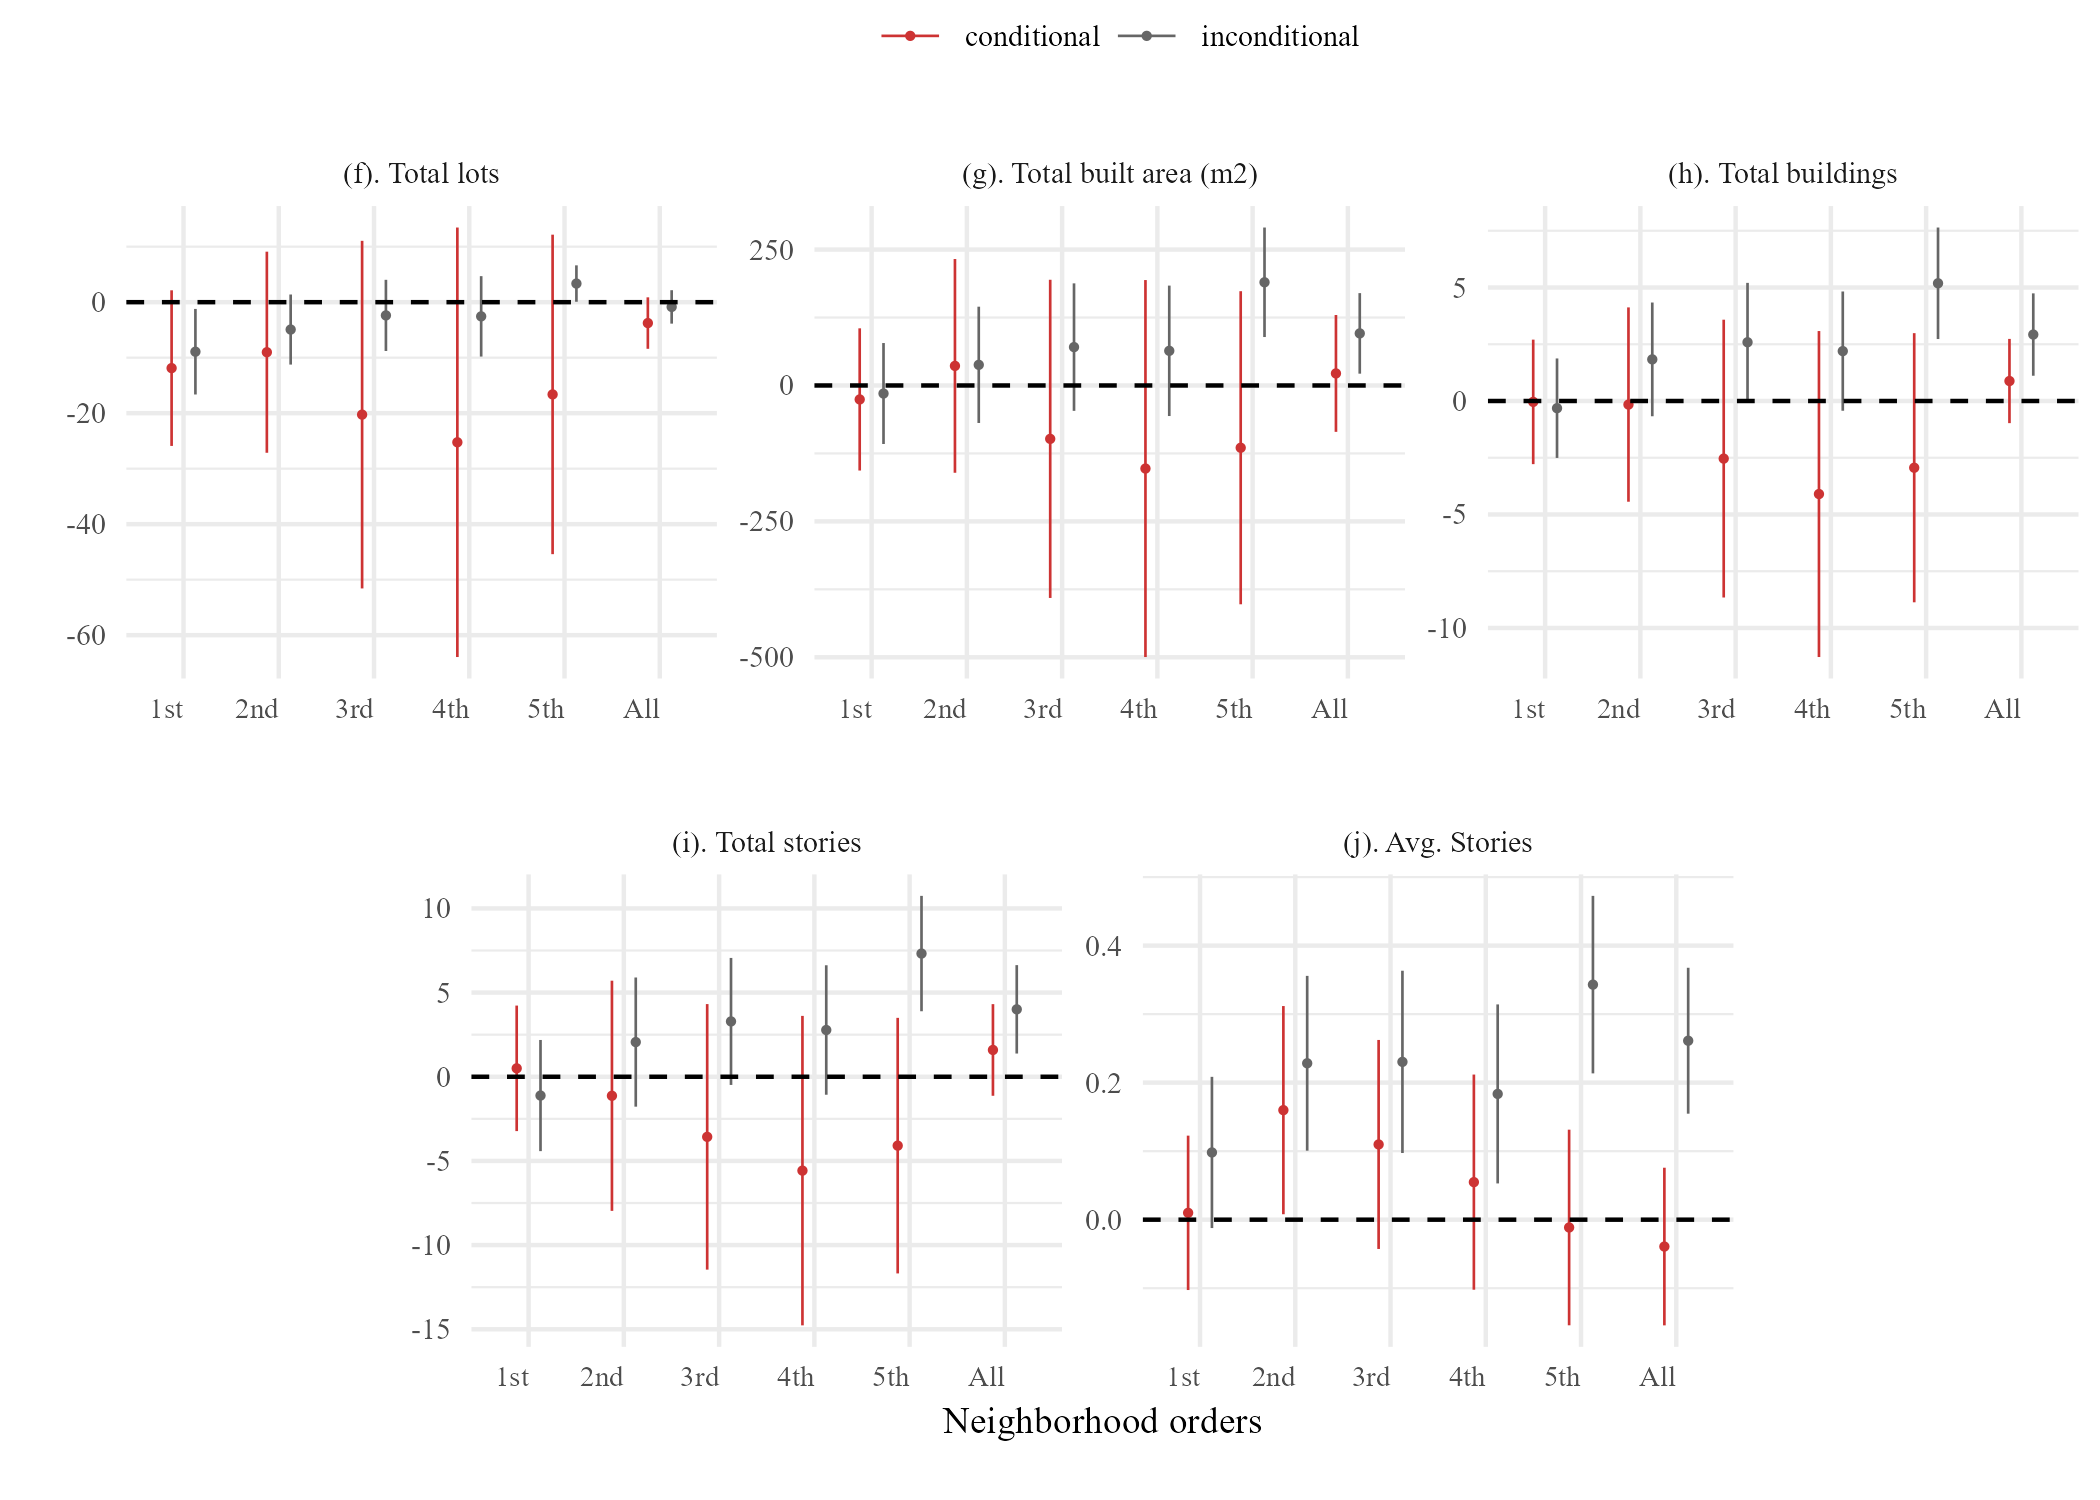 conditional inconditional
(f). Total lots
0
-20
-40
-60
1st 2nd 3rd 4th 5th All
(g). Total built area (m2)
250
0
-250
-500
1st 2nd 3rd 4th 5th All
(h). Total buildings
5
0
-5
-10
1st 2nd 3rd 4th 5th All
(i). Total stories
10
5
0
-5
-10
-15
1st 2nd 3rd 4th 5th All
(j). Avg. Stories
0.4
0.2
0.0
1st 2nd 3rd 4th 5th All
Neighborhood orders